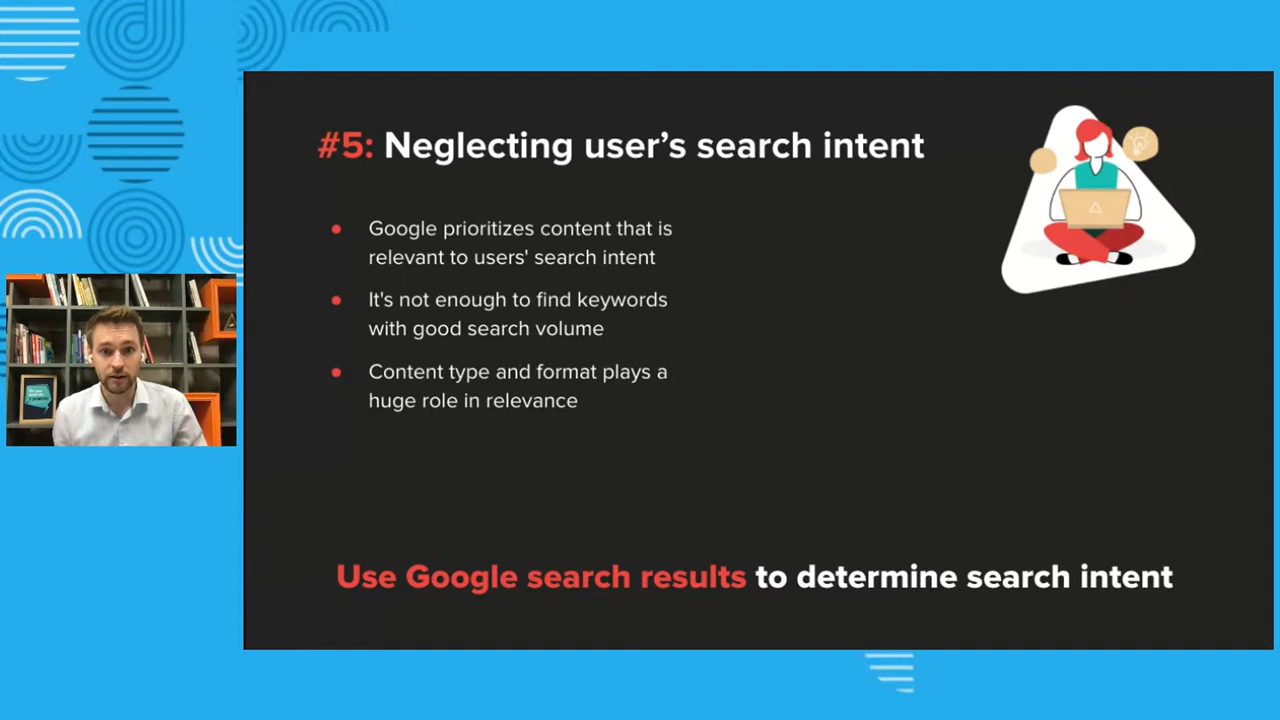 #5: Neglecting user’s search intent
● Google prioritizes content that is
relevant to users' search intent
● It's not enough to find keywords
with good search volume
● Content type and format plays a
huge role in relevance
Use Google search results to determine search intent